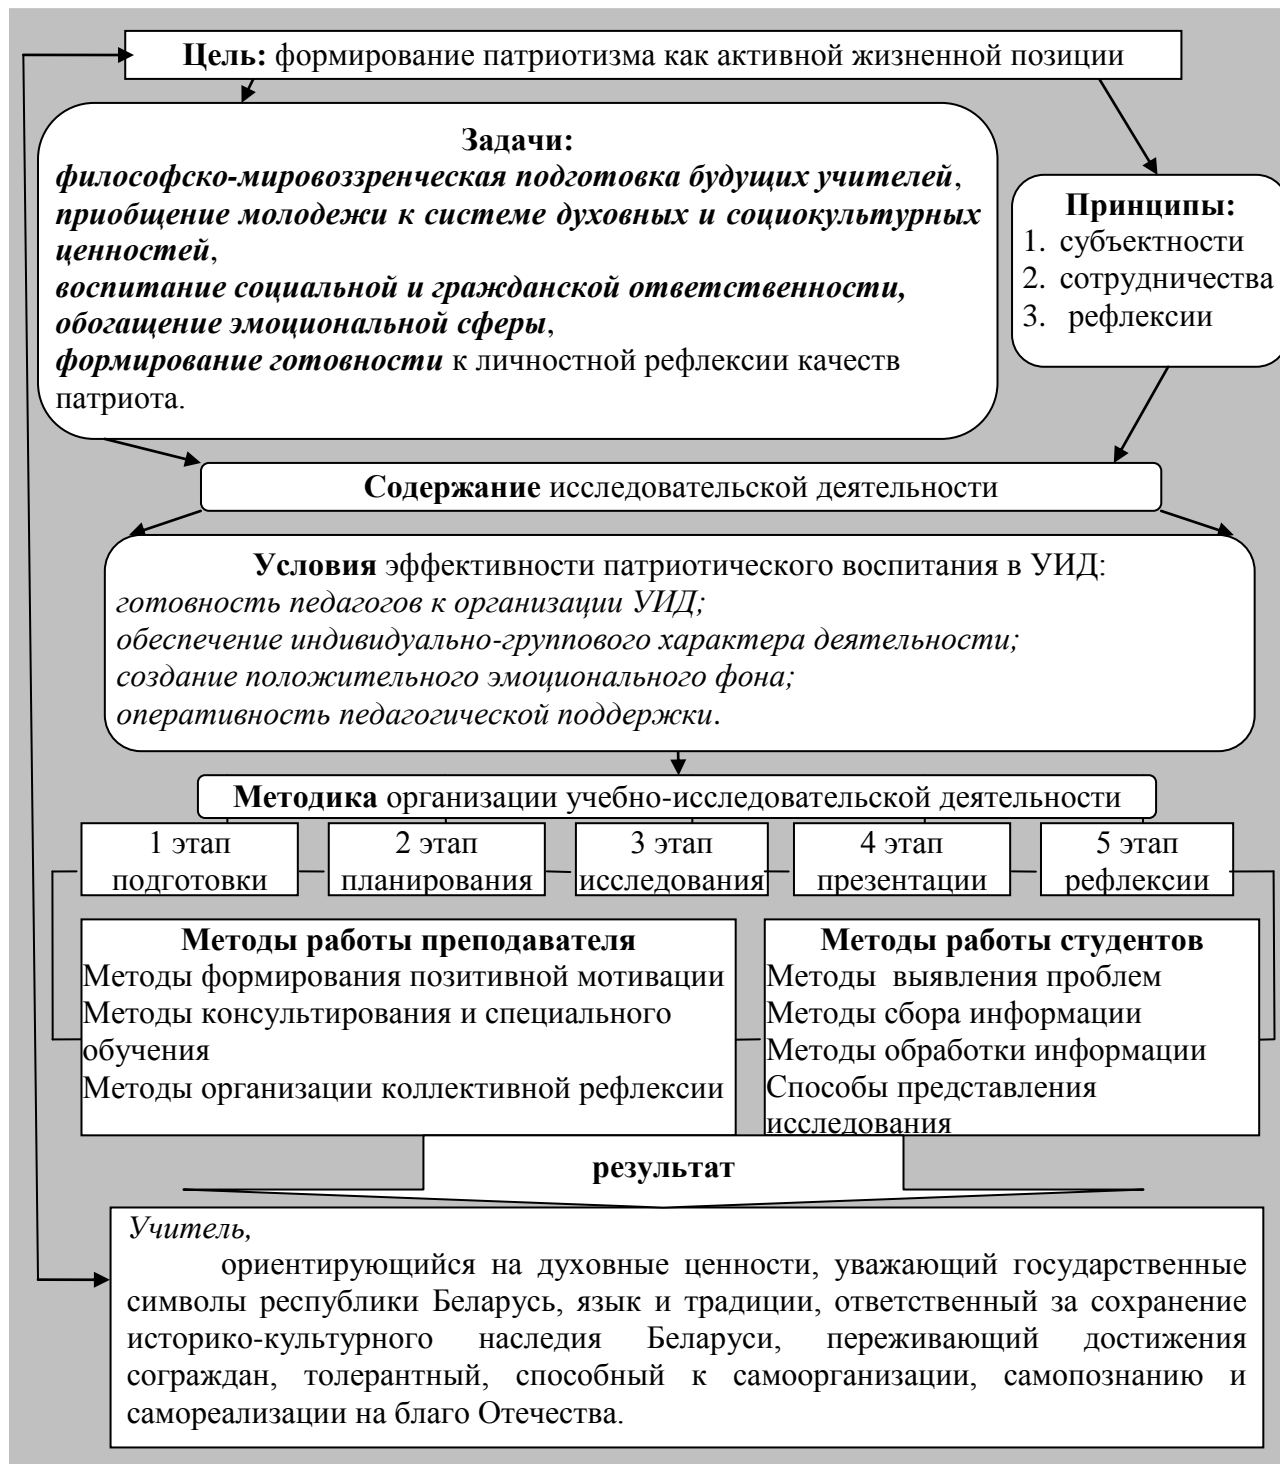 Цель: формирование патриотизма как активной жизненной позиции
Задачи:
философско-мировоззренческая подготовка будущих учителей,
приобщение молодежи к системе духовных и социокультурных
ценностей,
воспитание социальной и гражданской ответственности,
обогащение эмоциональной сферы,
формирование готовности к личностной рефлексии качеств
патриота.
Принципы:
1. субъектности
2. сотрудничества
3. рефлексии
Содержание исследовательской деятельности
Условия эффективности патриотического воспитания в УИД:
готовность педагогов к организации УИД;
обеспечение индивидуально-группового характера деятельности;
создание положительного эмоционального фона;
оперативность педагогической поддержки.
Методика организации учебно-исследовательской деятельности
1 этап
подготовки
2 этап
планирования
3 этап
исследования
4 этап
презентации
5 этап
рефлексии
Методы работы преподавателя
Методы формирования позитивной мотивации
Методы консультирования и специального
обучения
Методы организации коллективной рефлексии
Методы работы студентов
Методы выявления проблем
Методы сбора информации
Методы обработки информации
Способы представления
исследования
результат
Учитель,
ориентирующийся на духовные ценности, уважающий государственные
символы республики Беларусь, язык и традиции, ответственный за сохранение
историко-культурного наследия Беларуси, переживающий достижения
сограждан, толерантный, способный к самоорганизации, самопознанию и
самореализации на благо Отечества.